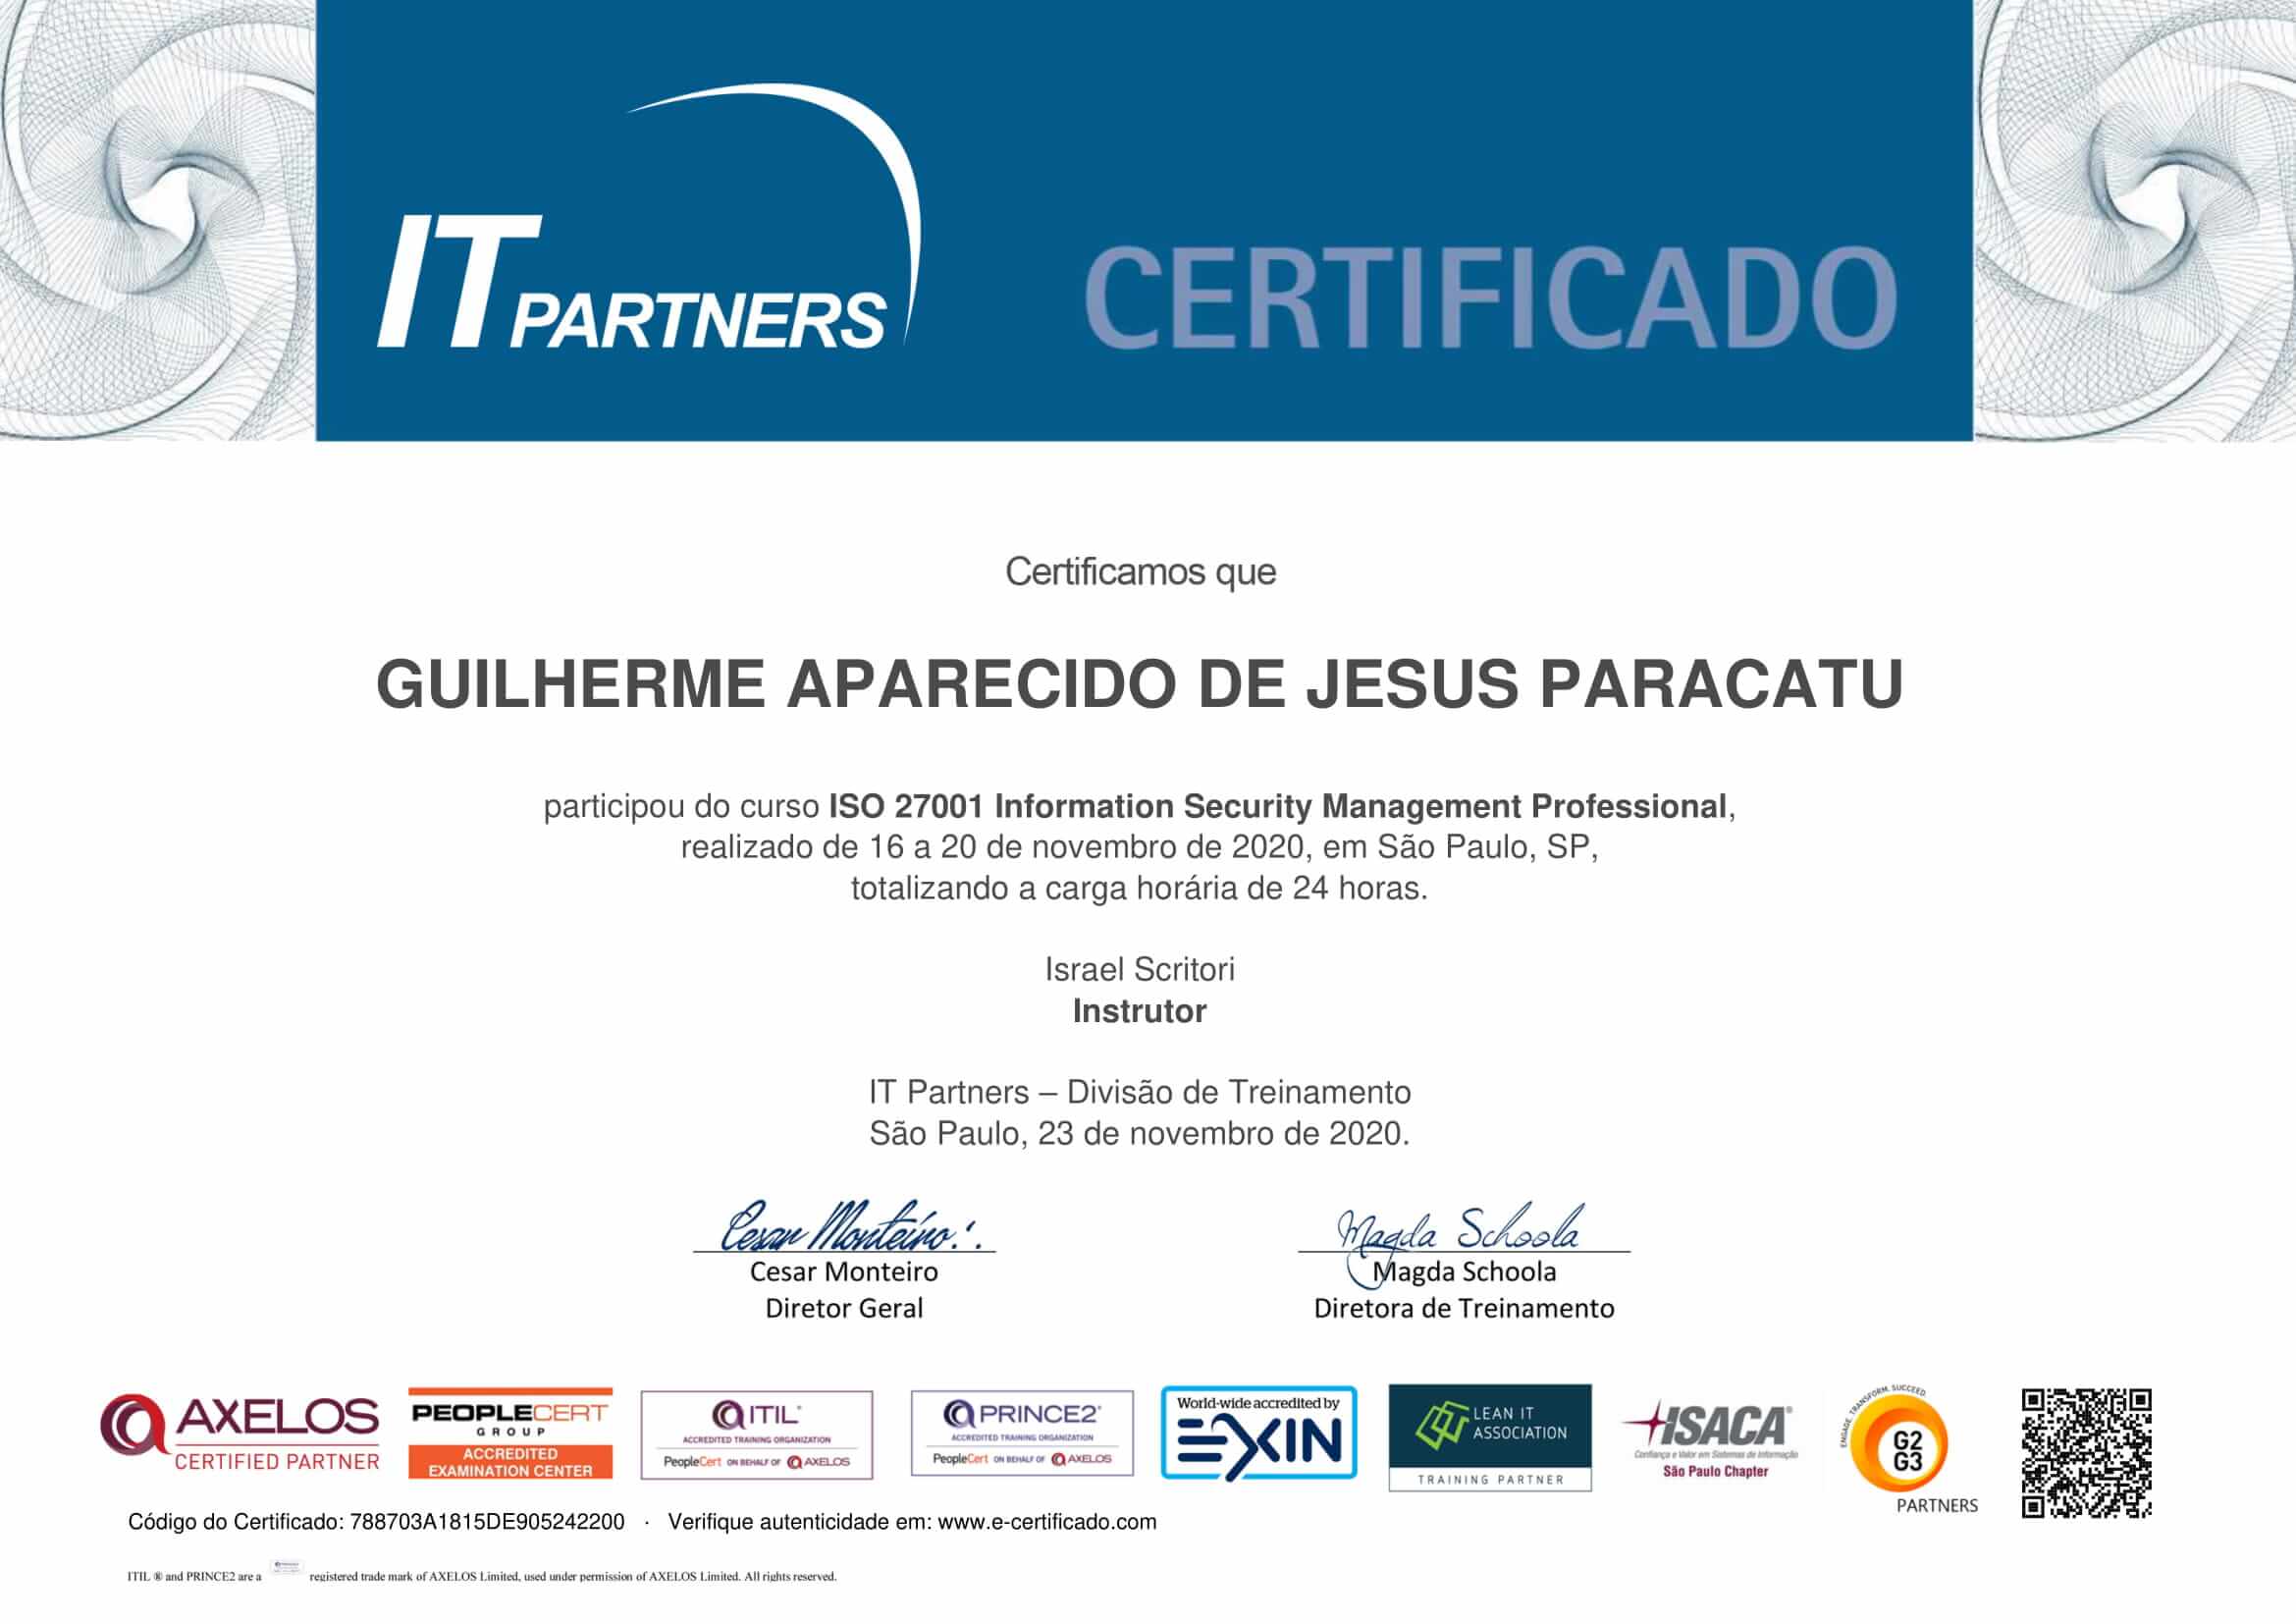 IT PARTNERS
CERTIFICADO
Certificamos que
GUILHERME APARECIDO DE JESUS PARACATU
participou do curso ISO 27001 Information Security Management Professional,
realizado de 16 a 20 de novembro de 2020, em São Paulo, SP,
totalizando a carga horária de 24 horas.
Israel Scritori
Instrutor
IT Partners – Divisão de Treinamento
São Paulo, 23 de novembro de 2020.
Cesar Monteiro
Magda Schoola
Cesar Monteiro
Diretor Geral
Magda Schoola
Diretora de Treinamento
AXELOS
CERTIFIED PARTNER
PEOPLECERT
GROUP
ACCREDITED
EXAMINATION CENTER
ITIL®
ACCREDITED TRAINING ORGANIZATION
PeopleCert ON BEHALF OF AXELOS
PRINCE2®
ACCREDITED TRAINING ORGANIZATION
PeopleCert ON BEHALF OF AXELOS
World-wide accredited by
EXIN
LEAN IT
ASSOCIATION
TRAINING PARTNER
ISACA®
Confiança e Valor em Sistemas de Informação
São Paulo Chapter
ENGAGE. TRANSFORM. SUCCEED.
G2
G3
PARTNERS
Código do Certificado: 788703A1815DE905242200 · Verifique autenticidade em: www.e-certificado.com
ITIL ® and PRINCE2 are a registered trade mark of AXELOS Limited, used under permission of AXELOS Limited. All rights reserved.